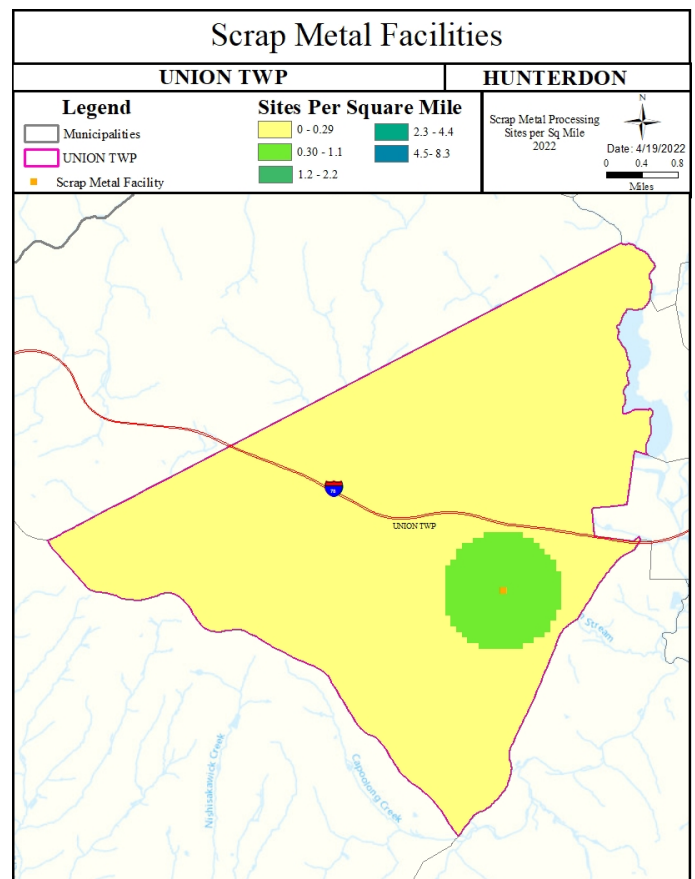 Scrap Metal Facilities
UNION TWP
HUNTERDON
Legend
Municipalities
UNION TWP
Scrap Metal Facility
Sites Per Square Mile
0 - 0.29
0.30 - 1.1
1.2 - 2.2
2.3 - 4.4
4.5- 8.3
Scrap Metal Processing
Sites per Sq Mile
2022
N
Date: 4/19/2022
0 0.4 0.8
Miles
78
UNION TWP
Stream
Nishisakawick Creek
Capoolong Creek